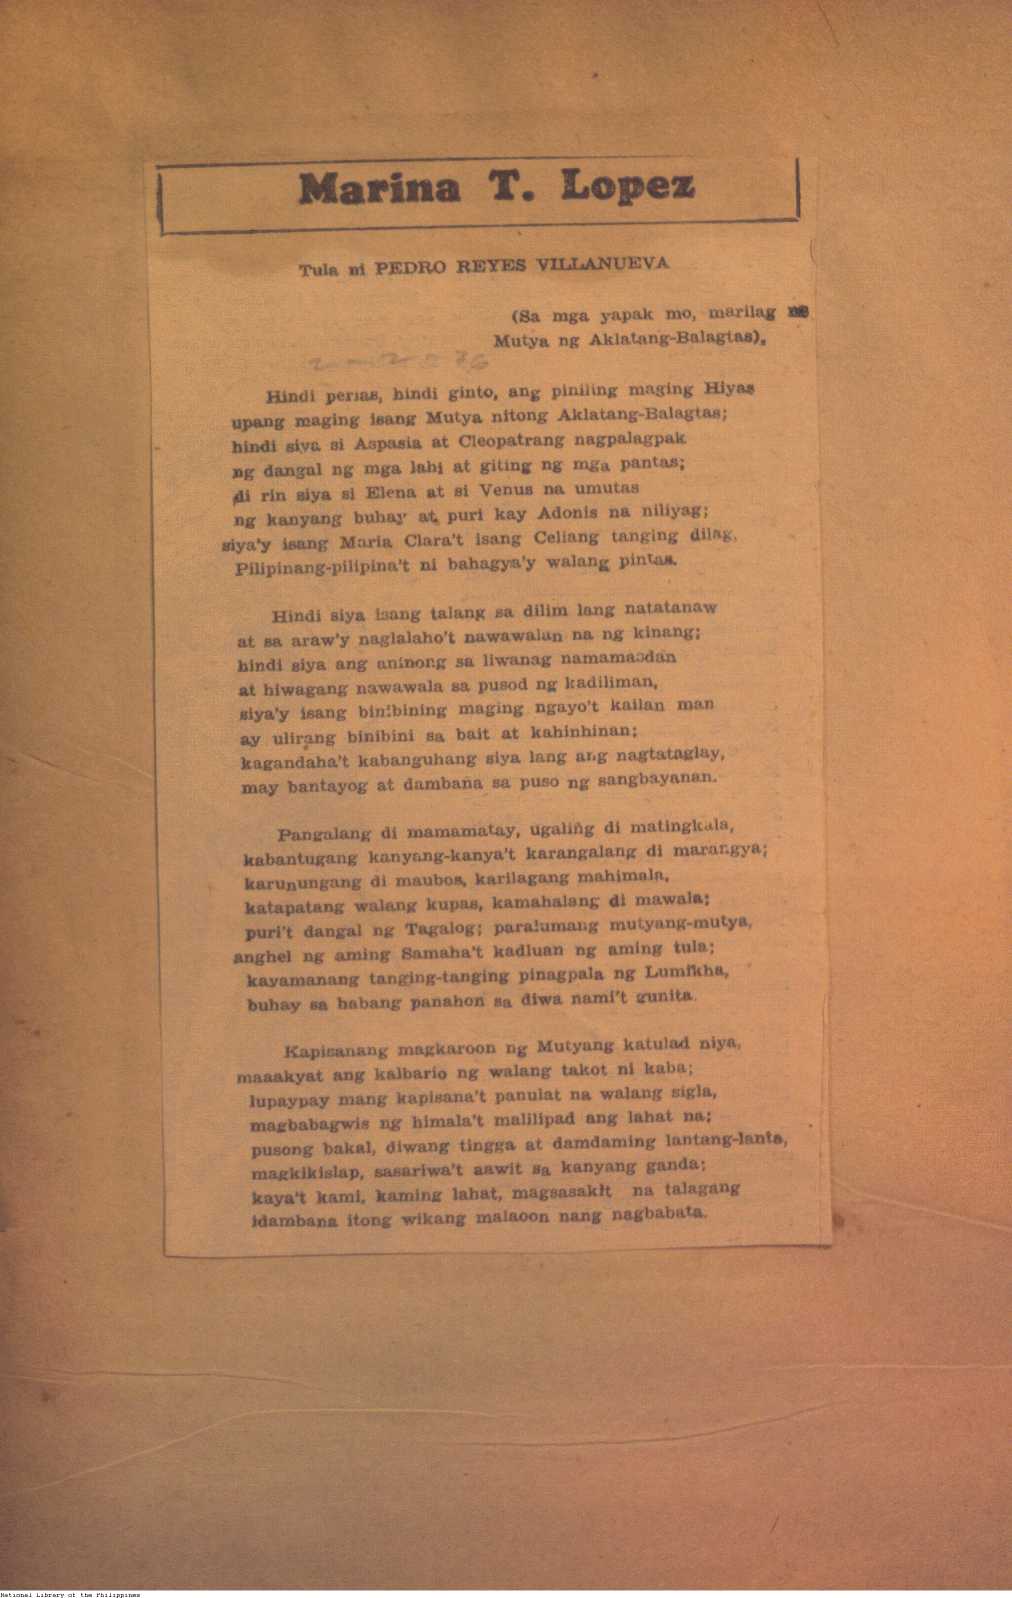 Marina T. Lopez
Tula ni PEDRO REYES VILLANUEVA
(Sa mga yapak mo, marilag
Mutya ng Aklatang-Balagtas).
Hindi perlas, hindi ginto, ang piniling maging Hiyas
upang maging isang Mutya nitong Aklatang-Balagtas;
hindi siya si Aspasia at Cleopatrang nagpalagpak
ng dangal ng mga lahi at giting ng mga pantas;
di rin siya si Elena at si Venus na umutas
ng kanyang buhay at puri kay Adonis na niliyag;
siya'y isang Maria Clara't isang Celiang tanging dilag,
Pilipinang-pilipina't ni bahagya'y walang pintas.
Hindi siya isang talang sa dilim lang natatanaw
at sa araw'y naglalaho't nawawalan na ng kinang;
hindi siya ang aninong sa liwanag namamaodan
at hiwagang nawawala sa pusod ng kadiliman,
siya'y isang binibining maging ngayo't kailan man
ay ulirang binibini sa bait at kahinhinan;
kagandaha't kabanguhang siya lang ang nagtataglay,
may bantayog at dambana sa puso ng sangbayanan.
Pangalang di mamamatay, ugaling di matingkala,
kabantugang kanyang-kanya't karangalang di marangya;
karunungang di maubos, karilagang mahimala,
katapatang walang kupas, kamahalang di mawala;
puri't dangal ng Tagalog; paralumang mutyang-mutya,
anghel ng aming Samaha't kadluan ng aming tula;
kayamanang tanging-tanging pinagpala ng Lumikha,
buhay sa habang panahon sa diwa nami't gunita.
Kapisanang magkaroon ng Mutyang katulad niya,
maaakyat ang kalbario ng walang takot ni kaba;
lupaypay mang kapisana't panulat na walang sigla,
magbabagwis ng himala't malilipad ang lahat na;
pusong bakal, diwang tingga at damdaming lantang-lanta,
magkikislap, sasariwa't aawit sa kanyang ganda;
kaya't kami, kaming lahat, magsasakit na talagang
idambana itong wikang malaoon nang nagbabata.
National Library of the Philippines